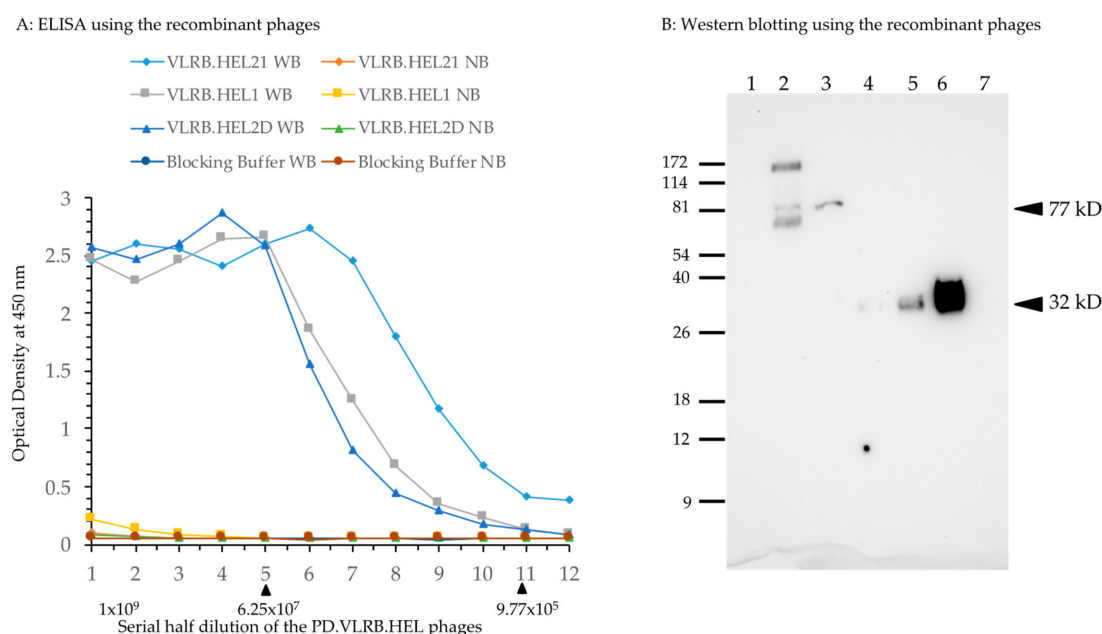 A: ELISA using the recombinant phages
VLRB.HEL21 WB VLRB.HEL21 NB
VLRB.HEL1 WB VLRB.HEL1 NB
VLRB.HEL2D WB VLRB.HEL2D NB
Blocking Buffer WB Blocking Buffer NB
Optical Density at 450 nm
3
2.5
2
1.5
1
0.5
0
1 2 3 4 5 6 7 8 9 10 11 12
1x10⁹ 6.25x10⁷ 9.77x10⁵
Serial half dilution of the PD.VLRB.HEL phages
B: Western blotting using the recombinant phages
1 2 3 4 5 6 7
172
114
81
54
40
26
18
12
9
77 kD
32 kD